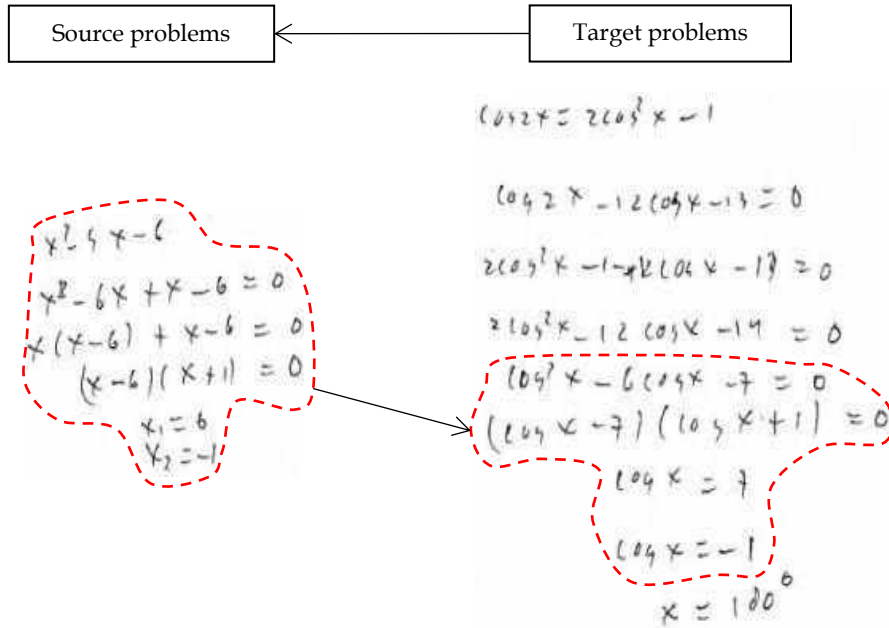 Source problems
Target problems
x² - 5x - 6
x² - 6x + x - 6 = 0
x(x-6) + x - 6 = 0
(x-6)(x+1) = 0
x₁ = 6
x₂ = -1
cos2x = 2cos²x - 1
cos2x - 12cosx - 13 = 0
2cos²x - 1 - 12cosx - 13 = 0
2cos²x - 12cosx - 14 = 0
cos²x - 6cosx - 7 = 0
(cosx - 7)(cosx + 1) = 0
cosx = 7
cosx = -1
x = 180°